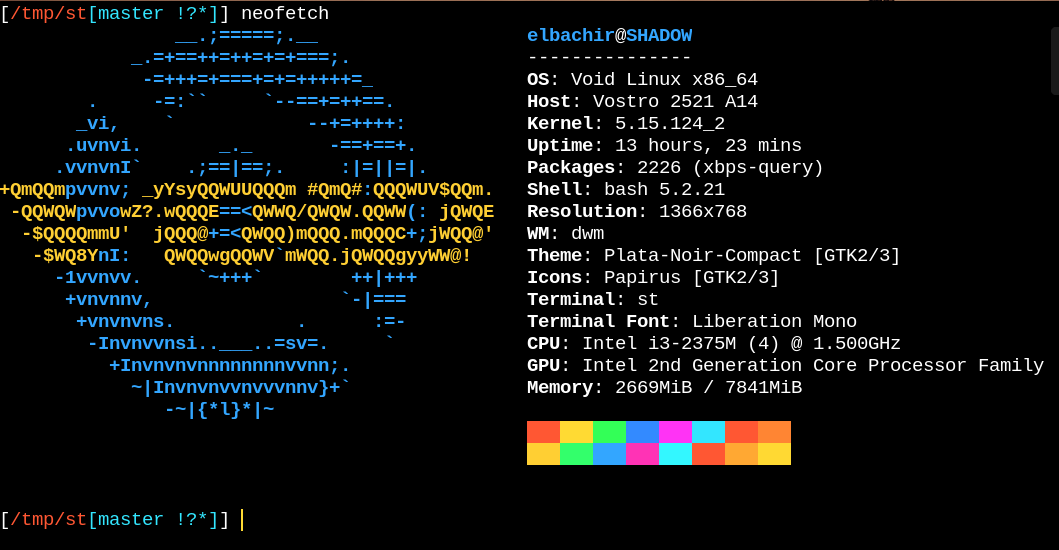 [/tmp/st[master !?*]] neofetch
                __.;=====;.__                   elbachir@SHADOW
            _.=+==++=++=+=+===;.                ---------------
             -=+++=+===+=+=+++++=_              OS: Void Linux x86_64
        .     -=:``     `--==+=++==.            Host: Vostro 2521 A14
       _vi,    `            --+=++++:           Kernel: 5.15.124_2
      .uvnvi.       _._       -==+==+.          Uptime: 13 hours, 23 mins
     .vvnvnI`    .;==|==;.     :|=||=|.         Packages: 2226 (xbps-query)
+QmQQmpvvnv; _yYsyQQWUUQQQm #QmQ#:QQQWUV$QQm.   Shell: bash 5.2.21
 -QQWQWpvvowZ?.wQQQE==<QWWQ/QWQW.QQWW(: jQWQE   Resolution: 1366x768
  -$QQQQmmU'  jQQQ@+=<QWQQ)mQQQ.mQQQC+;jWQQ@'   WM: dwm
   -$WQ8YnI:   QWQQwgQQWV`mWQQ.jQWQQgyyWW@!     Theme: Plata-Noir-Compact [GTK2/3]
     -1vvnvv.     `~+++`        ++|+++          Icons: Papirus [GTK2/3]
      +vnvnnv,                 `-|===           Terminal: st
       +vnvnvns.           .      :=-           Terminal Font: Liberation Mono
        -Invnvvnsi..___..=sv=.     `            CPU: Intel i3-2375M (4) @ 1.500GHz
          +Invnvnvnnnnnnnnvvnn;.                GPU: Intel 2nd Generation Core Processor Family
            ~|Invnvnvvnvvvnnv}+`                Memory: 2669MiB / 7841MiB
               -~|{*l}*|~
[/tmp/st[master !?*]]